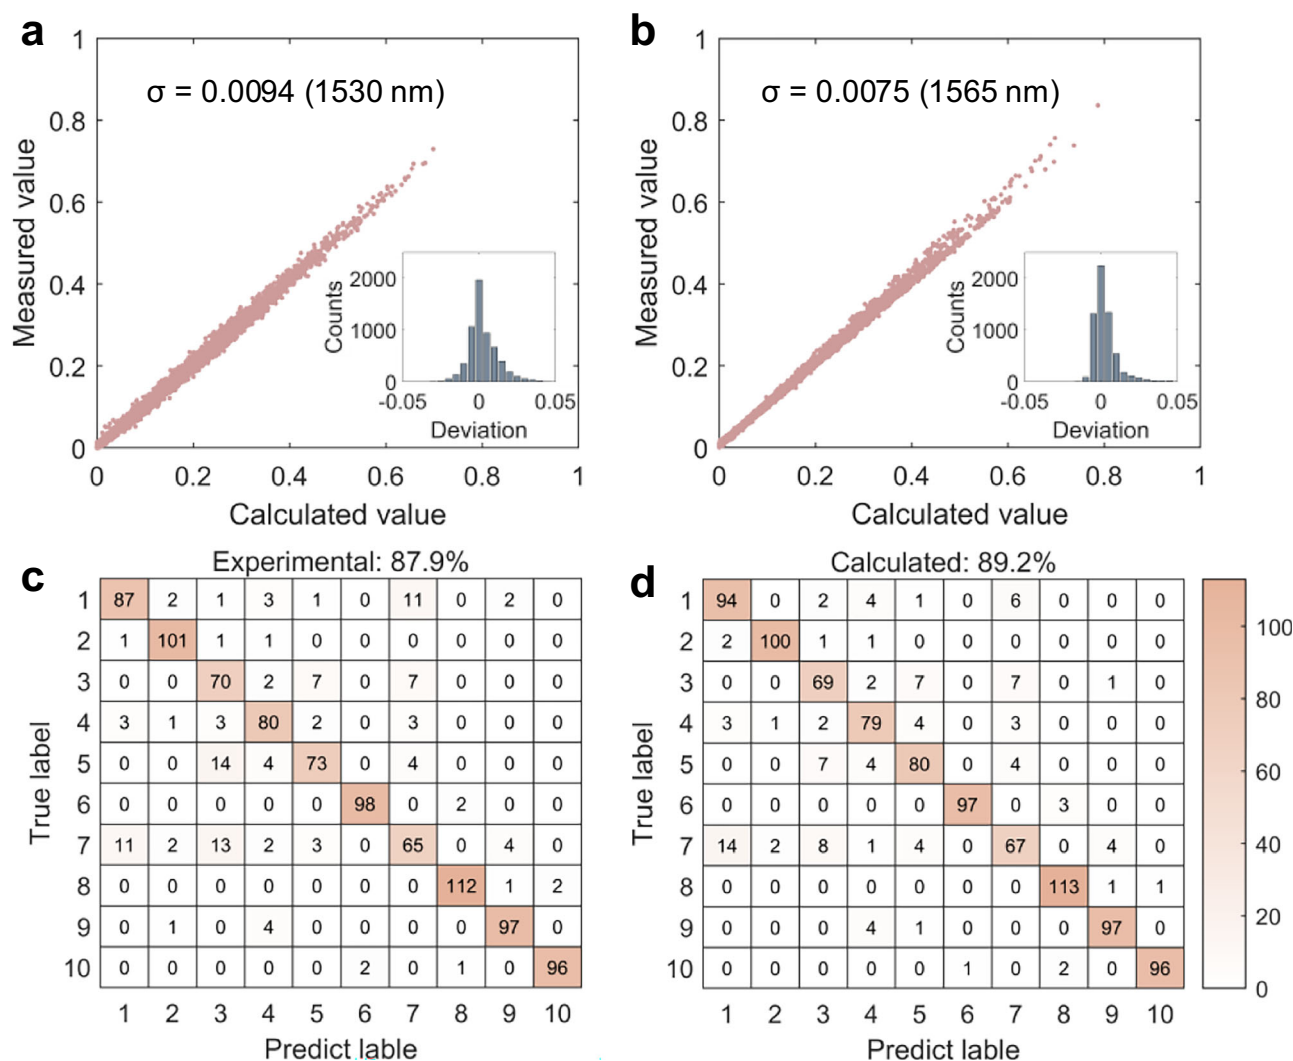 a
σ = 0.0094 (1530 nm)
Measured value
1
0.8
0.6
0.4
0.2
0
0 0.2 0.4 0.6 0.8 1
Calculated value
Counts
2000
1000
0
-0.05 0 0.05
Deviation
b
σ = 0.0075 (1565 nm)
Measured value
1
0.8
0.6
0.4
0.2
0
0 0.2 0.4 0.6 0.8 1
Calculated value
Counts
2000
1000
0
-0.05 0 0.05
Deviation
c
Experimental: 87.9%
True label
1 87 2 1 3 1 0 11 0 2 0
2 1 101 1 1 0 0 0 0 0 0
3 0 0 70 2 7 0 7 0 0 0
4 3 1 3 80 2 0 3 0 0 0
5 0 0 14 4 73 0 4 0 0 0
6 0 0 0 0 0 98 0 2 0 0
7 11 2 13 2 3 0 65 0 4 0
8 0 0 0 0 0 0 0 112 1 2
9 0 1 0 4 0 0 0 0 97 0
10 0 0 0 0 0 2 0 1 0 96
1 2 3 4 5 6 7 8 9 10
Predict lable
d
Calculated: 89.2%
True label
1 94 0 2 4 1 0 6 0 0 0
2 2 100 1 1 0 0 0 0 0 0
3 0 0 69 2 7 0 7 0 1 0
4 3 1 2 79 4 0 3 0 0 0
5 0 0 7 4 80 0 4 0 0 0
6 0 0 0 0 0 97 0 3 0 0
7 14 2 8 1 4 0 67 0 4 0
8 0 0 0 0 0 0 0 113 1 1
9 0 0 0 4 1 0 0 0 97 0
10 0 0 0 0 0 1 0 2 0 96
1 2 3 4 5 6 7 8 9 10
Predict lable
100
80
60
40
20
0